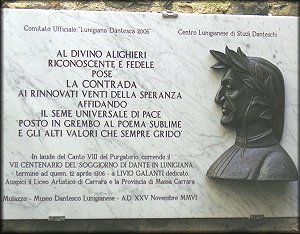 Comitato Ufficiale "Lunigiana Dantesca 2006"
Centro Lunigianese di Studi Danteschi
AL DIVINO ALIGHIERI
RICONOSCENTE E FEDELE
POSE
LA CONTRADA
AI RINNOVATI VENTI DELLA SPERANZA
AFFIDANDO
IL SEME UNIVERSALE DI PACE
"POSTO IN GREMBO AL POEMA SUBLIME
E GLI ALTI VALORI CHE SEMPRE GRIDÒ"
In laude del Canto VIII del Purgatorio, correndo il
VII CENTENARIO DEL SOGGIORNO DI DANTE IN LUNIGIANA
- termine ad quem, 12 aprile 1306 - a LIVIO GALANTI dedicato
Auspici il Liceo Artistico di Carrara e la Provincia di Massa Carrara
Mulazzo - Museo Dantesco Lunigianese - A.D. XXV Novembre MMVI